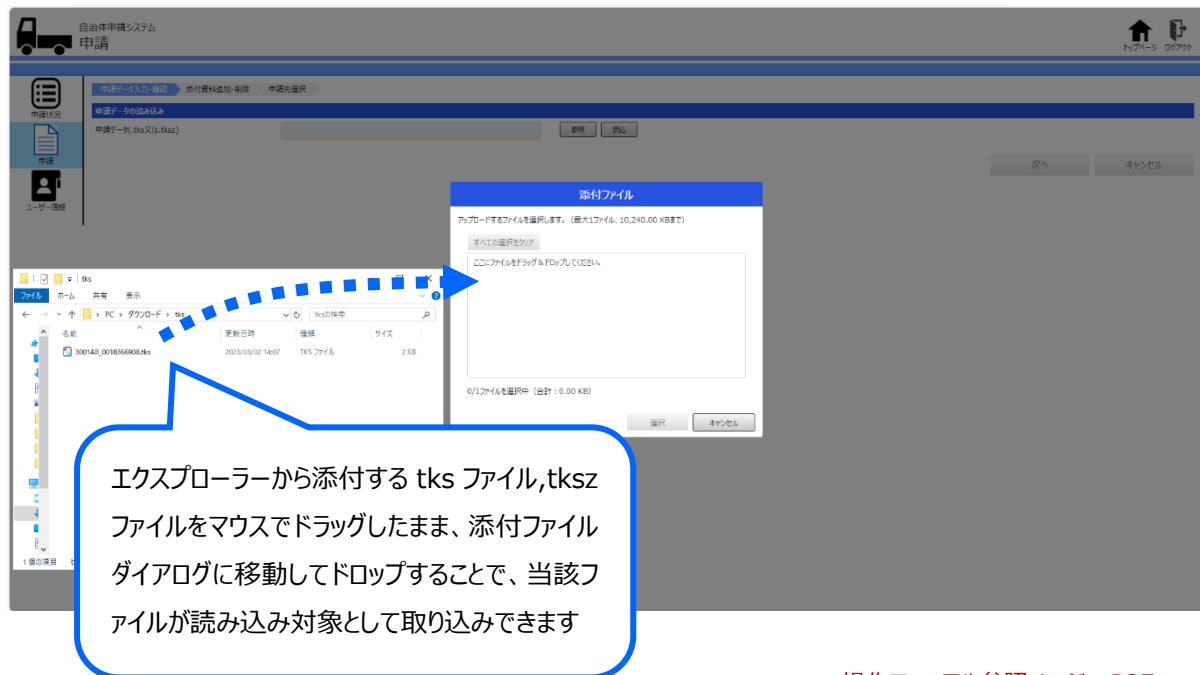 自治体申請システム
申請
トップページ ログアウト
申請状況
申請
ユーザー情報
申請データ入力・確認 添付資料追加・削除 申請先選択
申請データの読み込み
申請データ(.tks又は.tksz)
参照 読込
次へ キャンセル
添付ファイル
アップロードするファイルを選択します。(最大1ファイル、10,240.00 KBまで)
すべての選択をクリア
ここにファイルをドラッグ&ドロップしてください。
0/1ファイルを選択中(合計:0.00 KB)
選択 キャンセル
tks
ファイル ホーム 共有 表示
PC › ダウンロード › tks tksの検索
名前 更新日時 種類 サイズ
3001All_0018366908.tks 2023/03/02 14:07 TKS ファイル 2 KB
1 個の項目
エクスプローラーから添付する tks ファイル,tksz
ファイルをマウスでドラッグしたまま、添付ファイル
ダイアログに移動してドロップすることで、当該フ
ァイルが読み込み対象として取り込みできます